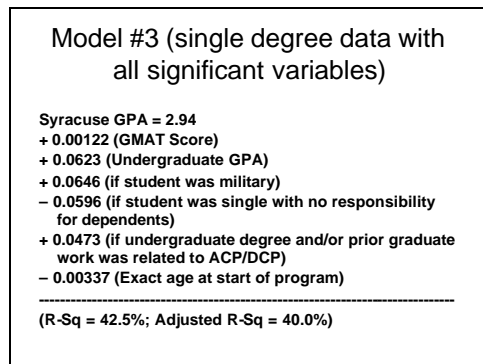 Model #3 (single degree data with
all significant variables)
Syracuse GPA = 2.94
+ 0.00122 (GMAT Score)
+ 0.0623 (Undergraduate GPA)
+ 0.0646 (if student was military)
– 0.0596 (if student was single with no responsibility
for dependents)
+ 0.0473 (if undergraduate degree and/or prior graduate
work was related to ACP/DCP)
– 0.00337 (Exact age at start of program)
--------------------------------------------------------------------------------
(R-Sq = 42.5%; Adjusted R-Sq = 40.0%)